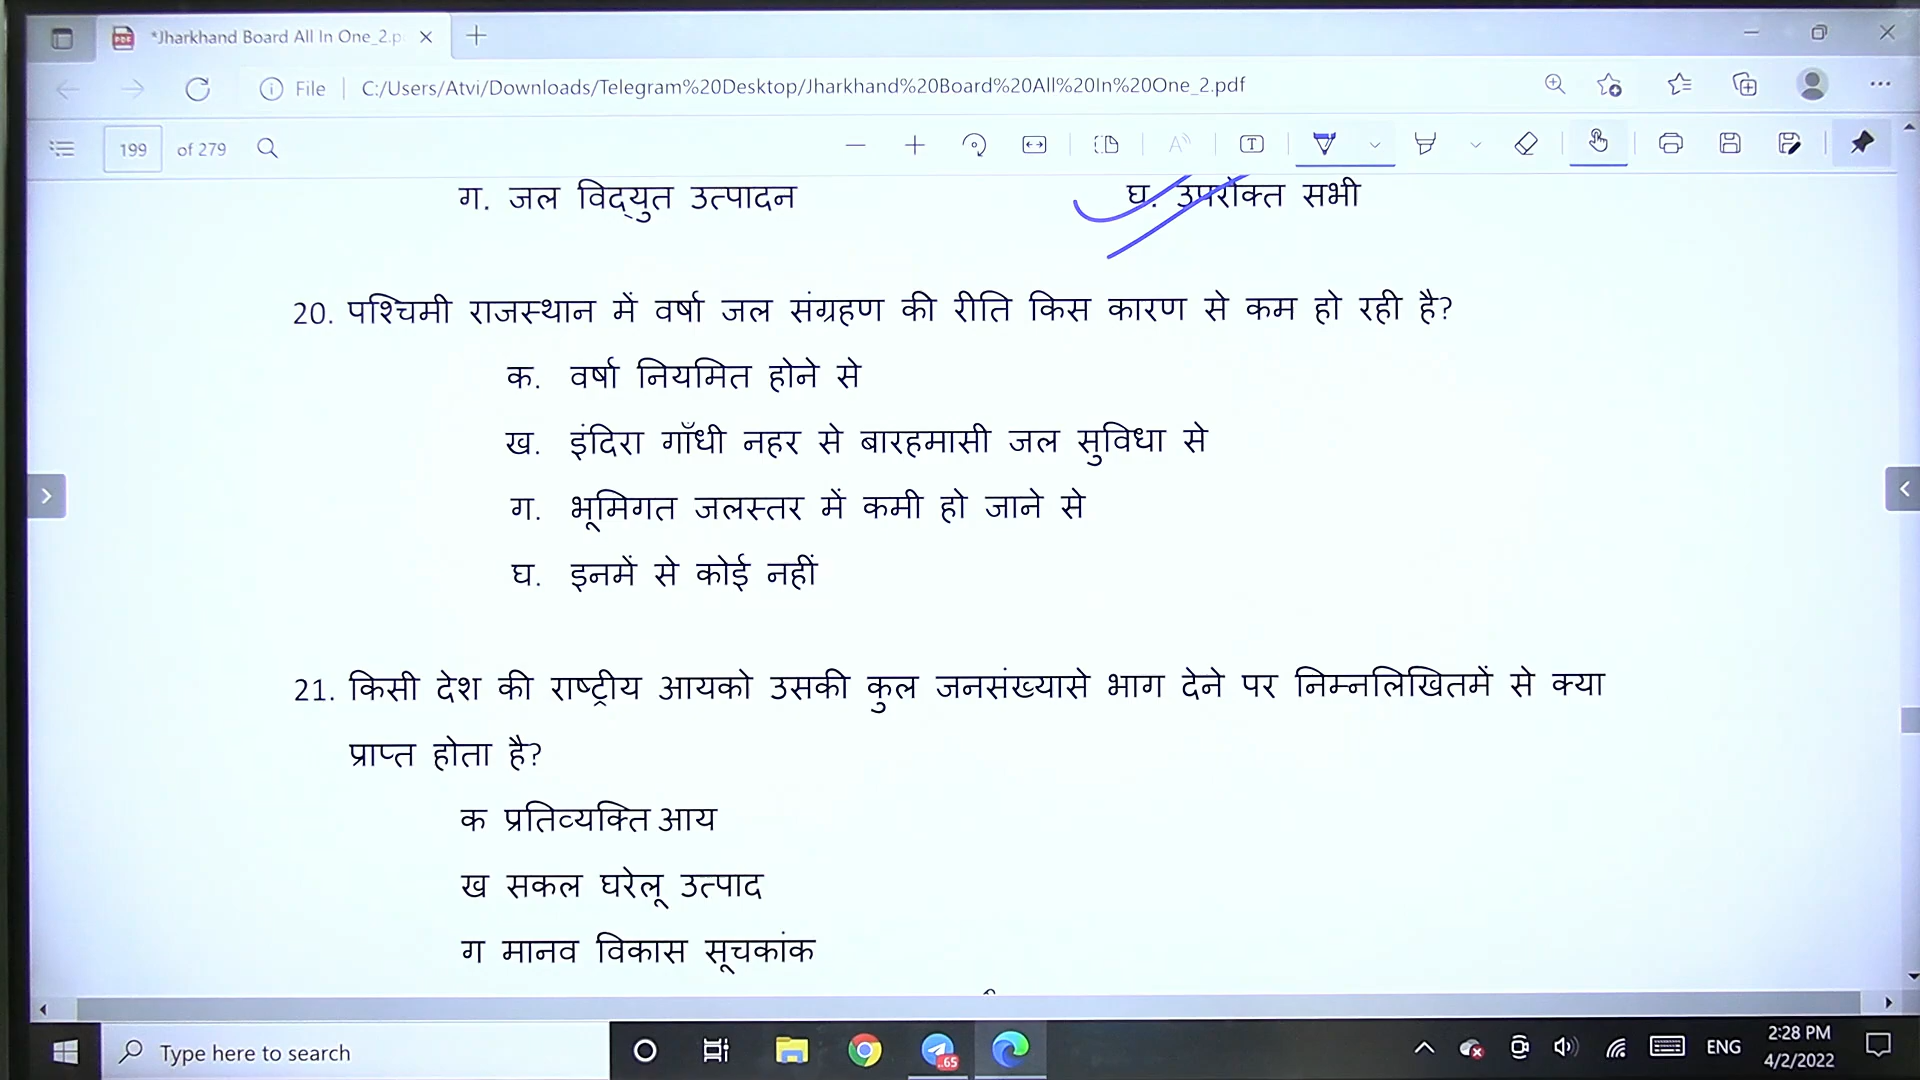 *Jharkhand Board All In One_2.p
File | C:/Users/Atvi/Downloads/Telegram%20Desktop/Jharkhand%20Board%20All%20In%20One_2.pdf
199 of 279
ग. जल विद्युत उत्पादन घ. उपरोक्त सभी
20. पश्चिमी राजस्थान में वर्षा जल संग्रहण की रीति किस कारण से कम हो रही है?
क. वर्षा नियमित होने से
ख. इंदिरा गाँधी नहर से बारहमासी जल सुविधा से
ग. भूमिगत जलस्तर में कमी हो जाने से
घ. इनमें से कोई नहीं
21. किसी देश की राष्ट्रीय आयको उसकी कुल जनसंख्यासे भाग देने पर निम्नलिखितमें से क्या
प्राप्त होता है?
क प्रतिव्यक्ति आय
ख सकल घरेलू उत्पाद
ग मानव विकास सूचकांक
Type here to search
65
ENG
2:28 PM
4/2/2022